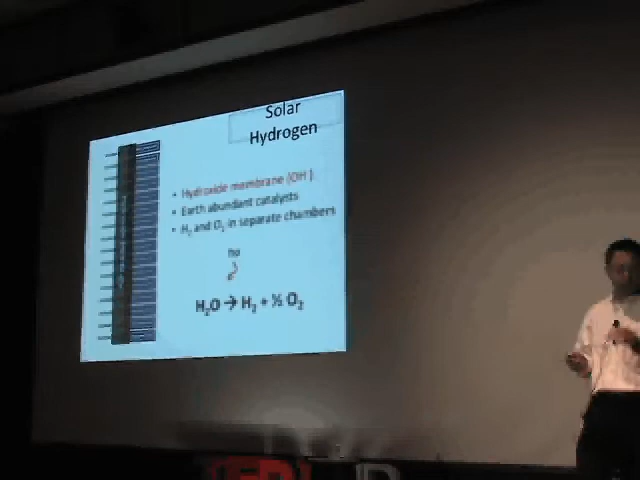 Solar
Hydrogen
• Hydroxide membrane (OH⁻).
• Earth abundant catalysts
• H₂ and O₂ in separate chambers
hυ
H₂O → H₂ + ½ O₂